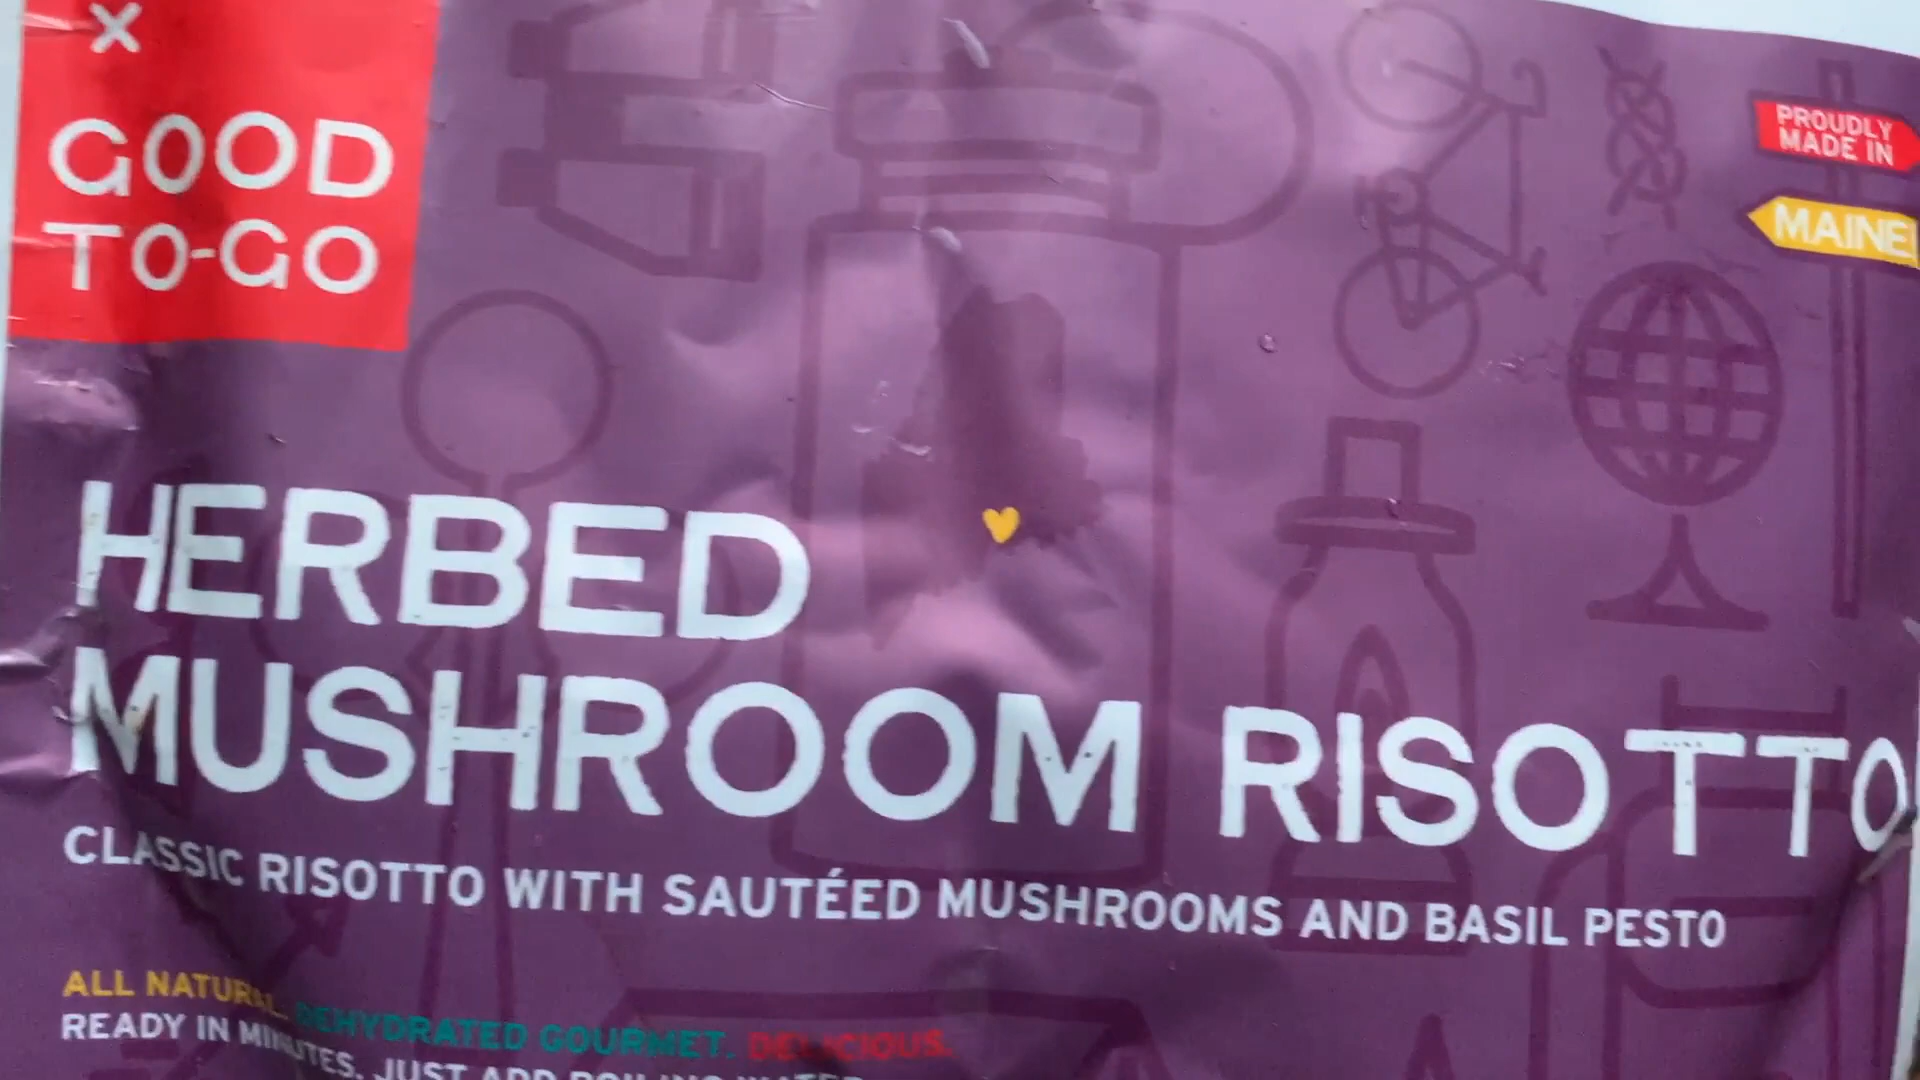 GOOD
TO-GO
PROUDLY
MADE IN
MAINE!
HERBED
MUSHROOM RISOTTO
CLASSIC RISOTTO WITH SAUTÉED MUSHROOMS AND BASIL PESTO
ALL NATURAL. DEHYDRATED GOURMET. DELICIOUS.
READY IN MINUTES. JUST ADD BOILING WATER